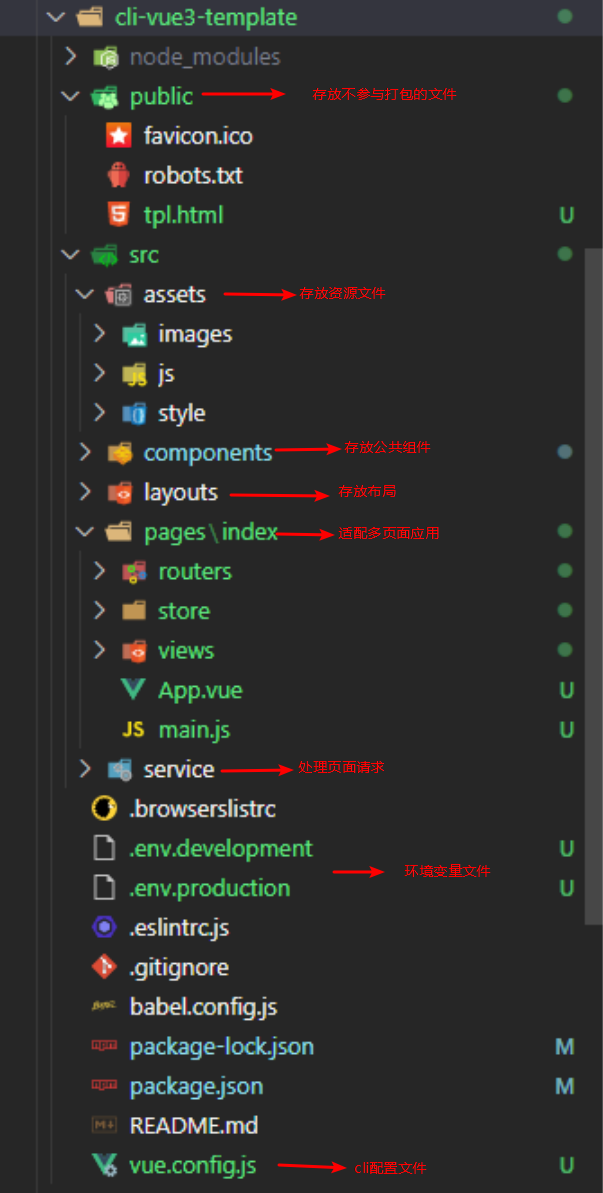 cli-vue3-template
node_modules
public 存放不参与打包的文件
favicon.ico
robots.txt
tpl.html U
src
assets 存放资源文件
images
js
style
components 存放公共组件
layouts 存放布局
pages\index 适配多页面应用
routers
store
views
App.vue U
JS main.js U
service 处理页面请求
.browserslistrc
.env.development U
环境变量文件
.env.production U
.eslintrc.js
.gitignore
babel.config.js
package-lock.json M
package.json M
README.md
vue.config.js cli配置文件 U